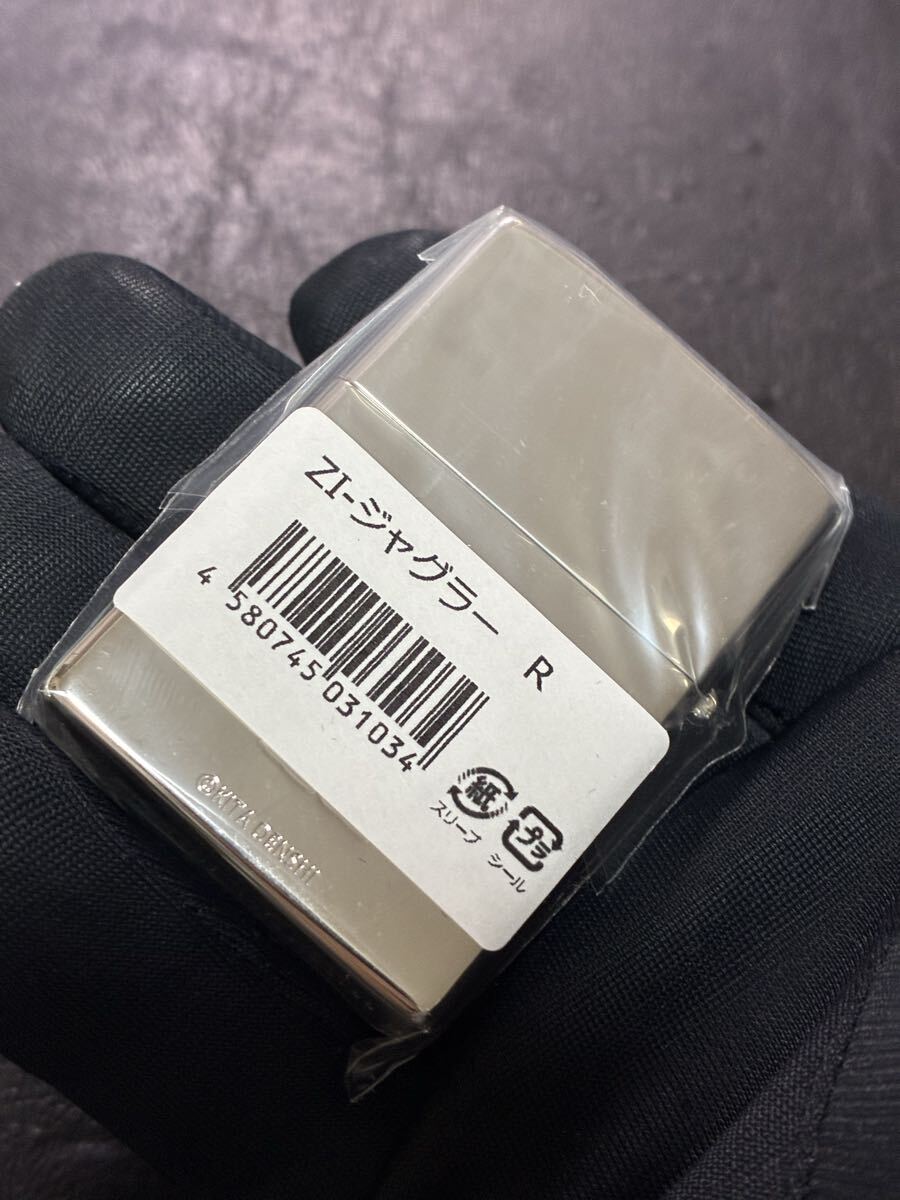 ZI-ジャグラー
R
4 580745 031034
紙
プラ
スリーブ
シール
©KITA DENSHI